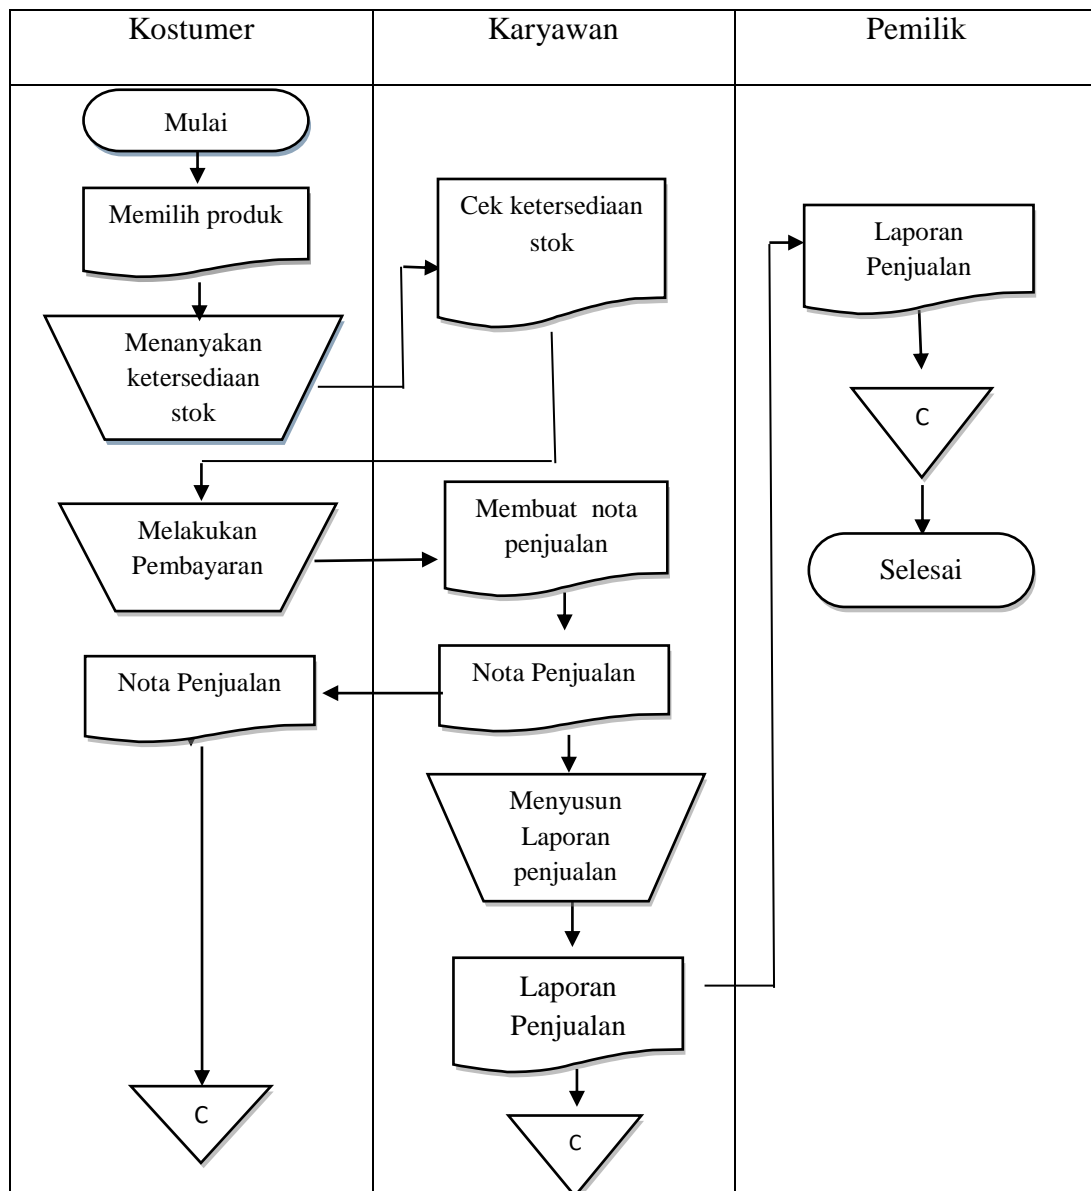 Kostumer
Karyawan
Pemilik
Mulai
Memilih produk
Menanyakan
ketersediaan
stok
Cek ketersediaan
stok
Melakukan
Pembayaran
Membuat nota
penjualan
Nota Penjualan
Nota Penjualan
C
Menyusun
Laporan
penjualan
Laporan
Penjualan
C
Laporan
Penjualan
C
Selesai